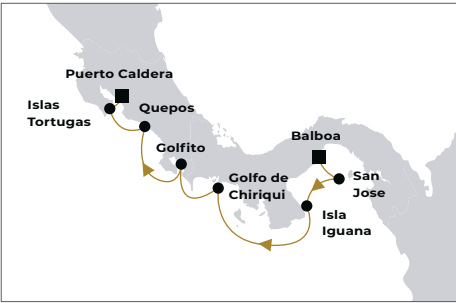 Puerto Caldera
Islas
Tortugas
Quepos
Golfito
Balboa
Golfo de
Chiriqui
San
Jose
Isla
Iguana